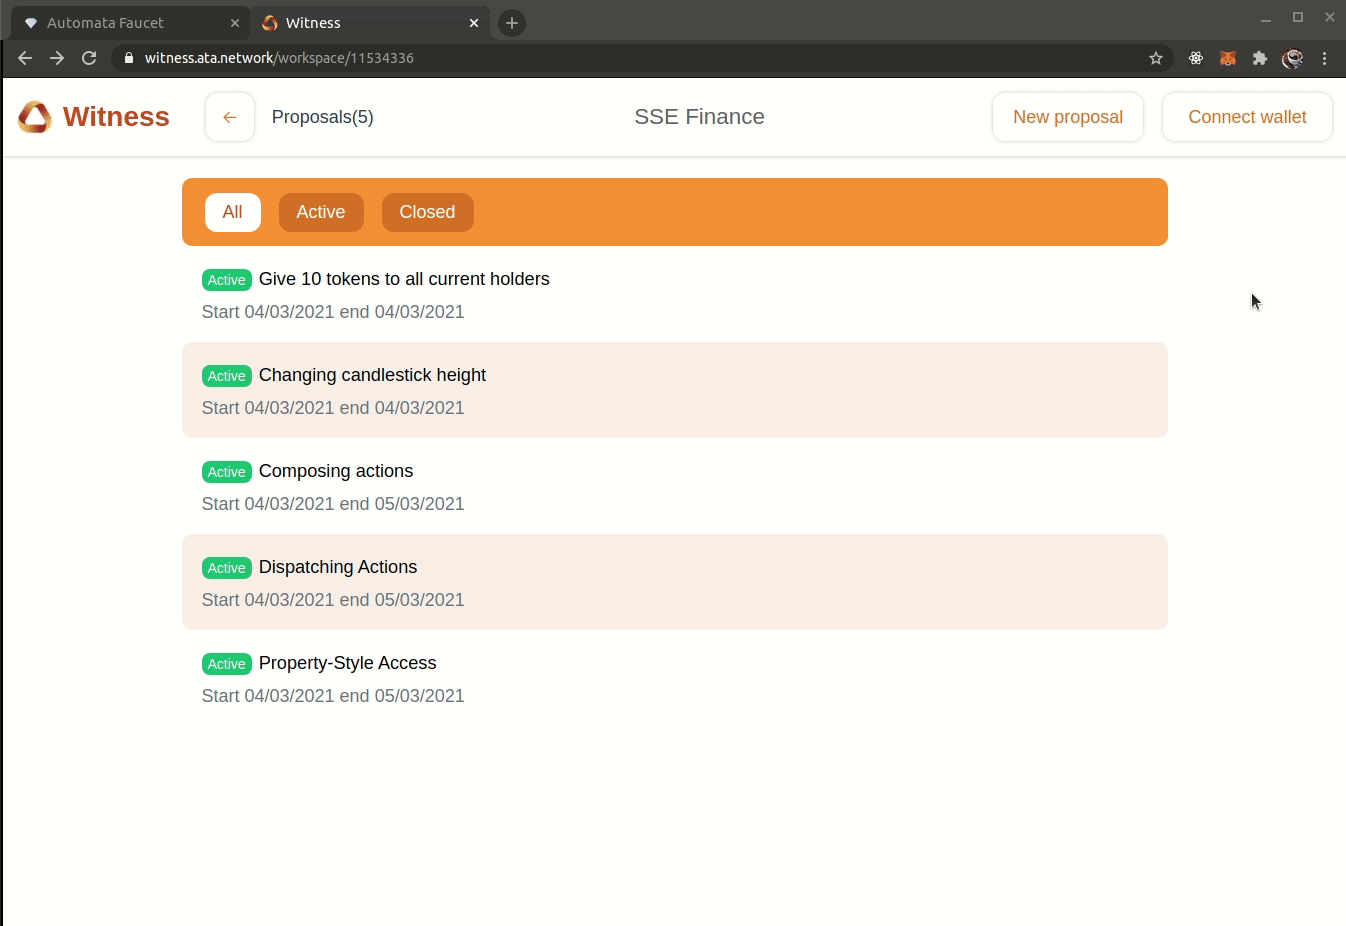 Automata Faucet
Witness
witness.ata.network/workspace/11534336
Witness
Proposals(5)
SSE Finance
New proposal
Connect wallet
All
Active
Closed
Active Give 10 tokens to all current holders
Start 04/03/2021 end 04/03/2021
Active Changing candlestick height
Start 04/03/2021 end 04/03/2021
Active Composing actions
Start 04/03/2021 end 05/03/2021
Active Dispatching Actions
Start 04/03/2021 end 05/03/2021
Active Property-Style Access
Start 04/03/2021 end 05/03/2021